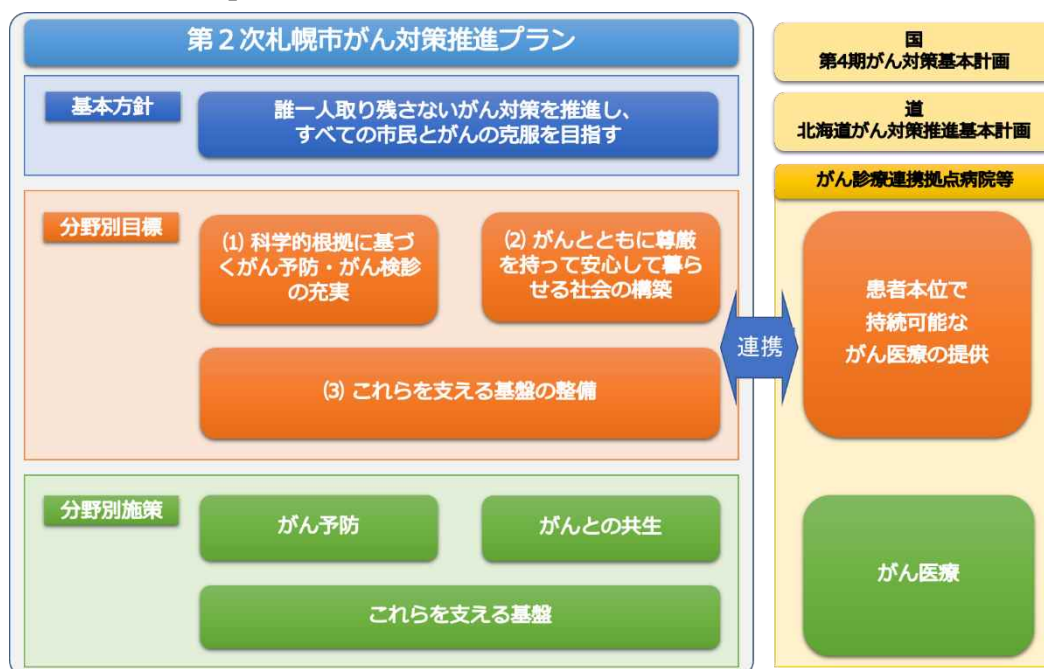 第２次札幌市がん対策推進プラン
基本方針
誰一人取り残さないがん対策を推進し、
すべての市民とがんの克服を目指す
分野別目標
⑴ 科学的根拠に基づ
くがん予防・がん検診
の充実
⑵ がんとともに尊厳
を持って安心して暮ら
せる社会の構築
⑶ これらを支える基盤の整備
分野別施策
がん予防
がんとの共生
これらを支える基盤
連携
国
第4期がん対策基本計画
道
北海道がん対策推進基本計画
がん診療連携拠点病院等
患者本位で
持続可能な
がん医療の提供
がん医療